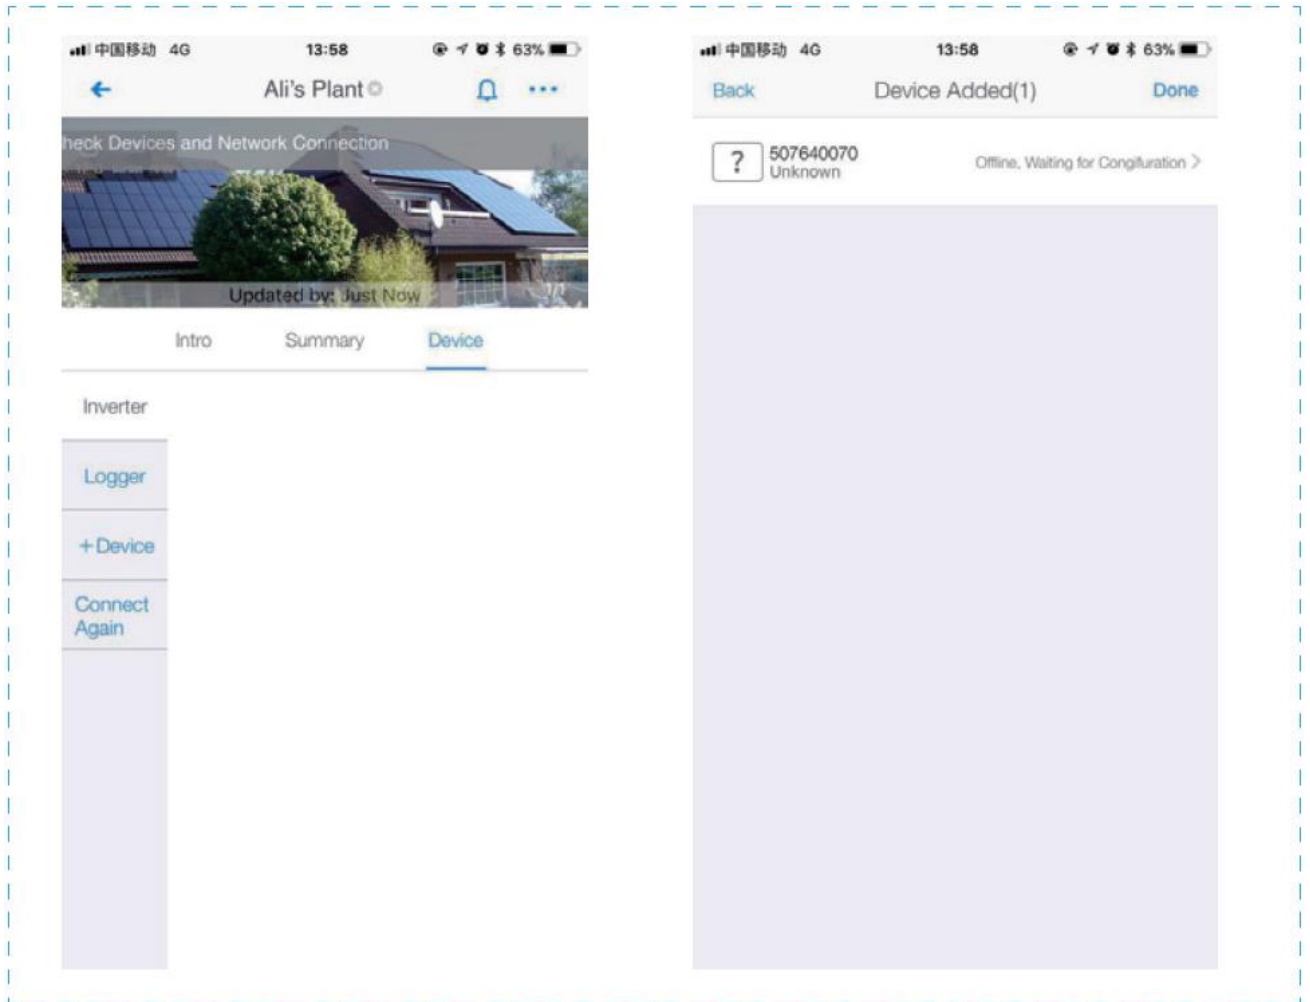 中国移动 4G 13:58 63%
Ali's Plant
heck Devices and Network Connection
Updated by: Just Now
Intro Summary Device
Inverter
Logger
+Device
Connect
Again
中国移动 4G 13:58 63%
Back Device Added(1) Done
? 507640070
Unknown
Offline, Waiting for Congifuration >